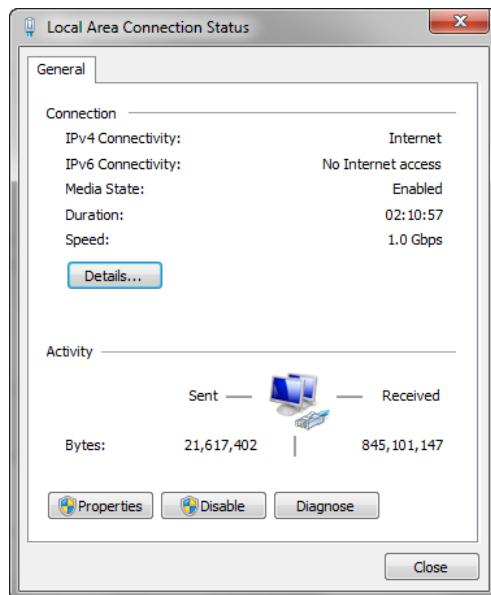 Local Area Connection Status
General
Connection
IPv4 Connectivity: Internet
IPv6 Connectivity: No Internet access
Media State: Enabled
Duration: 02:10:57
Speed: 1.0 Gbps
Details...
Activity
Sent Received
Bytes: 21,617,402 845,101,147
Properties Disable Diagnose
Close